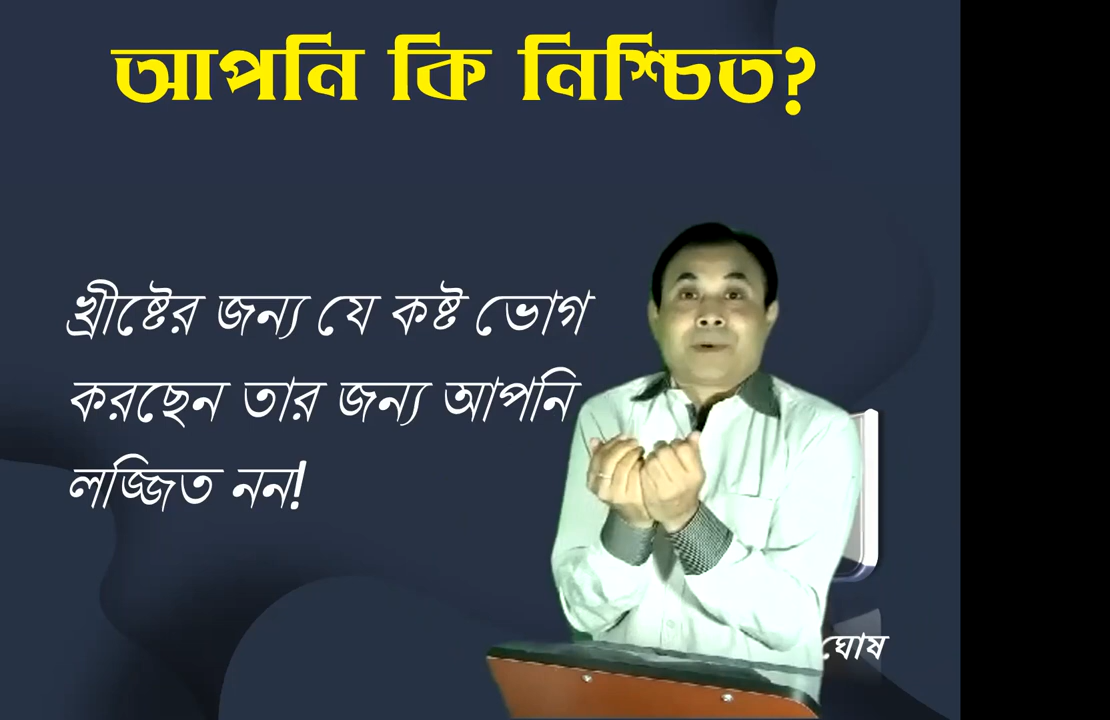 আপনি কি নিশ্চিত?
খ্রীষ্টের জন্য যে কষ্ট ভোগ
করছেন তার জন্য আপনি
লজ্জিত নন!
ঘোষ